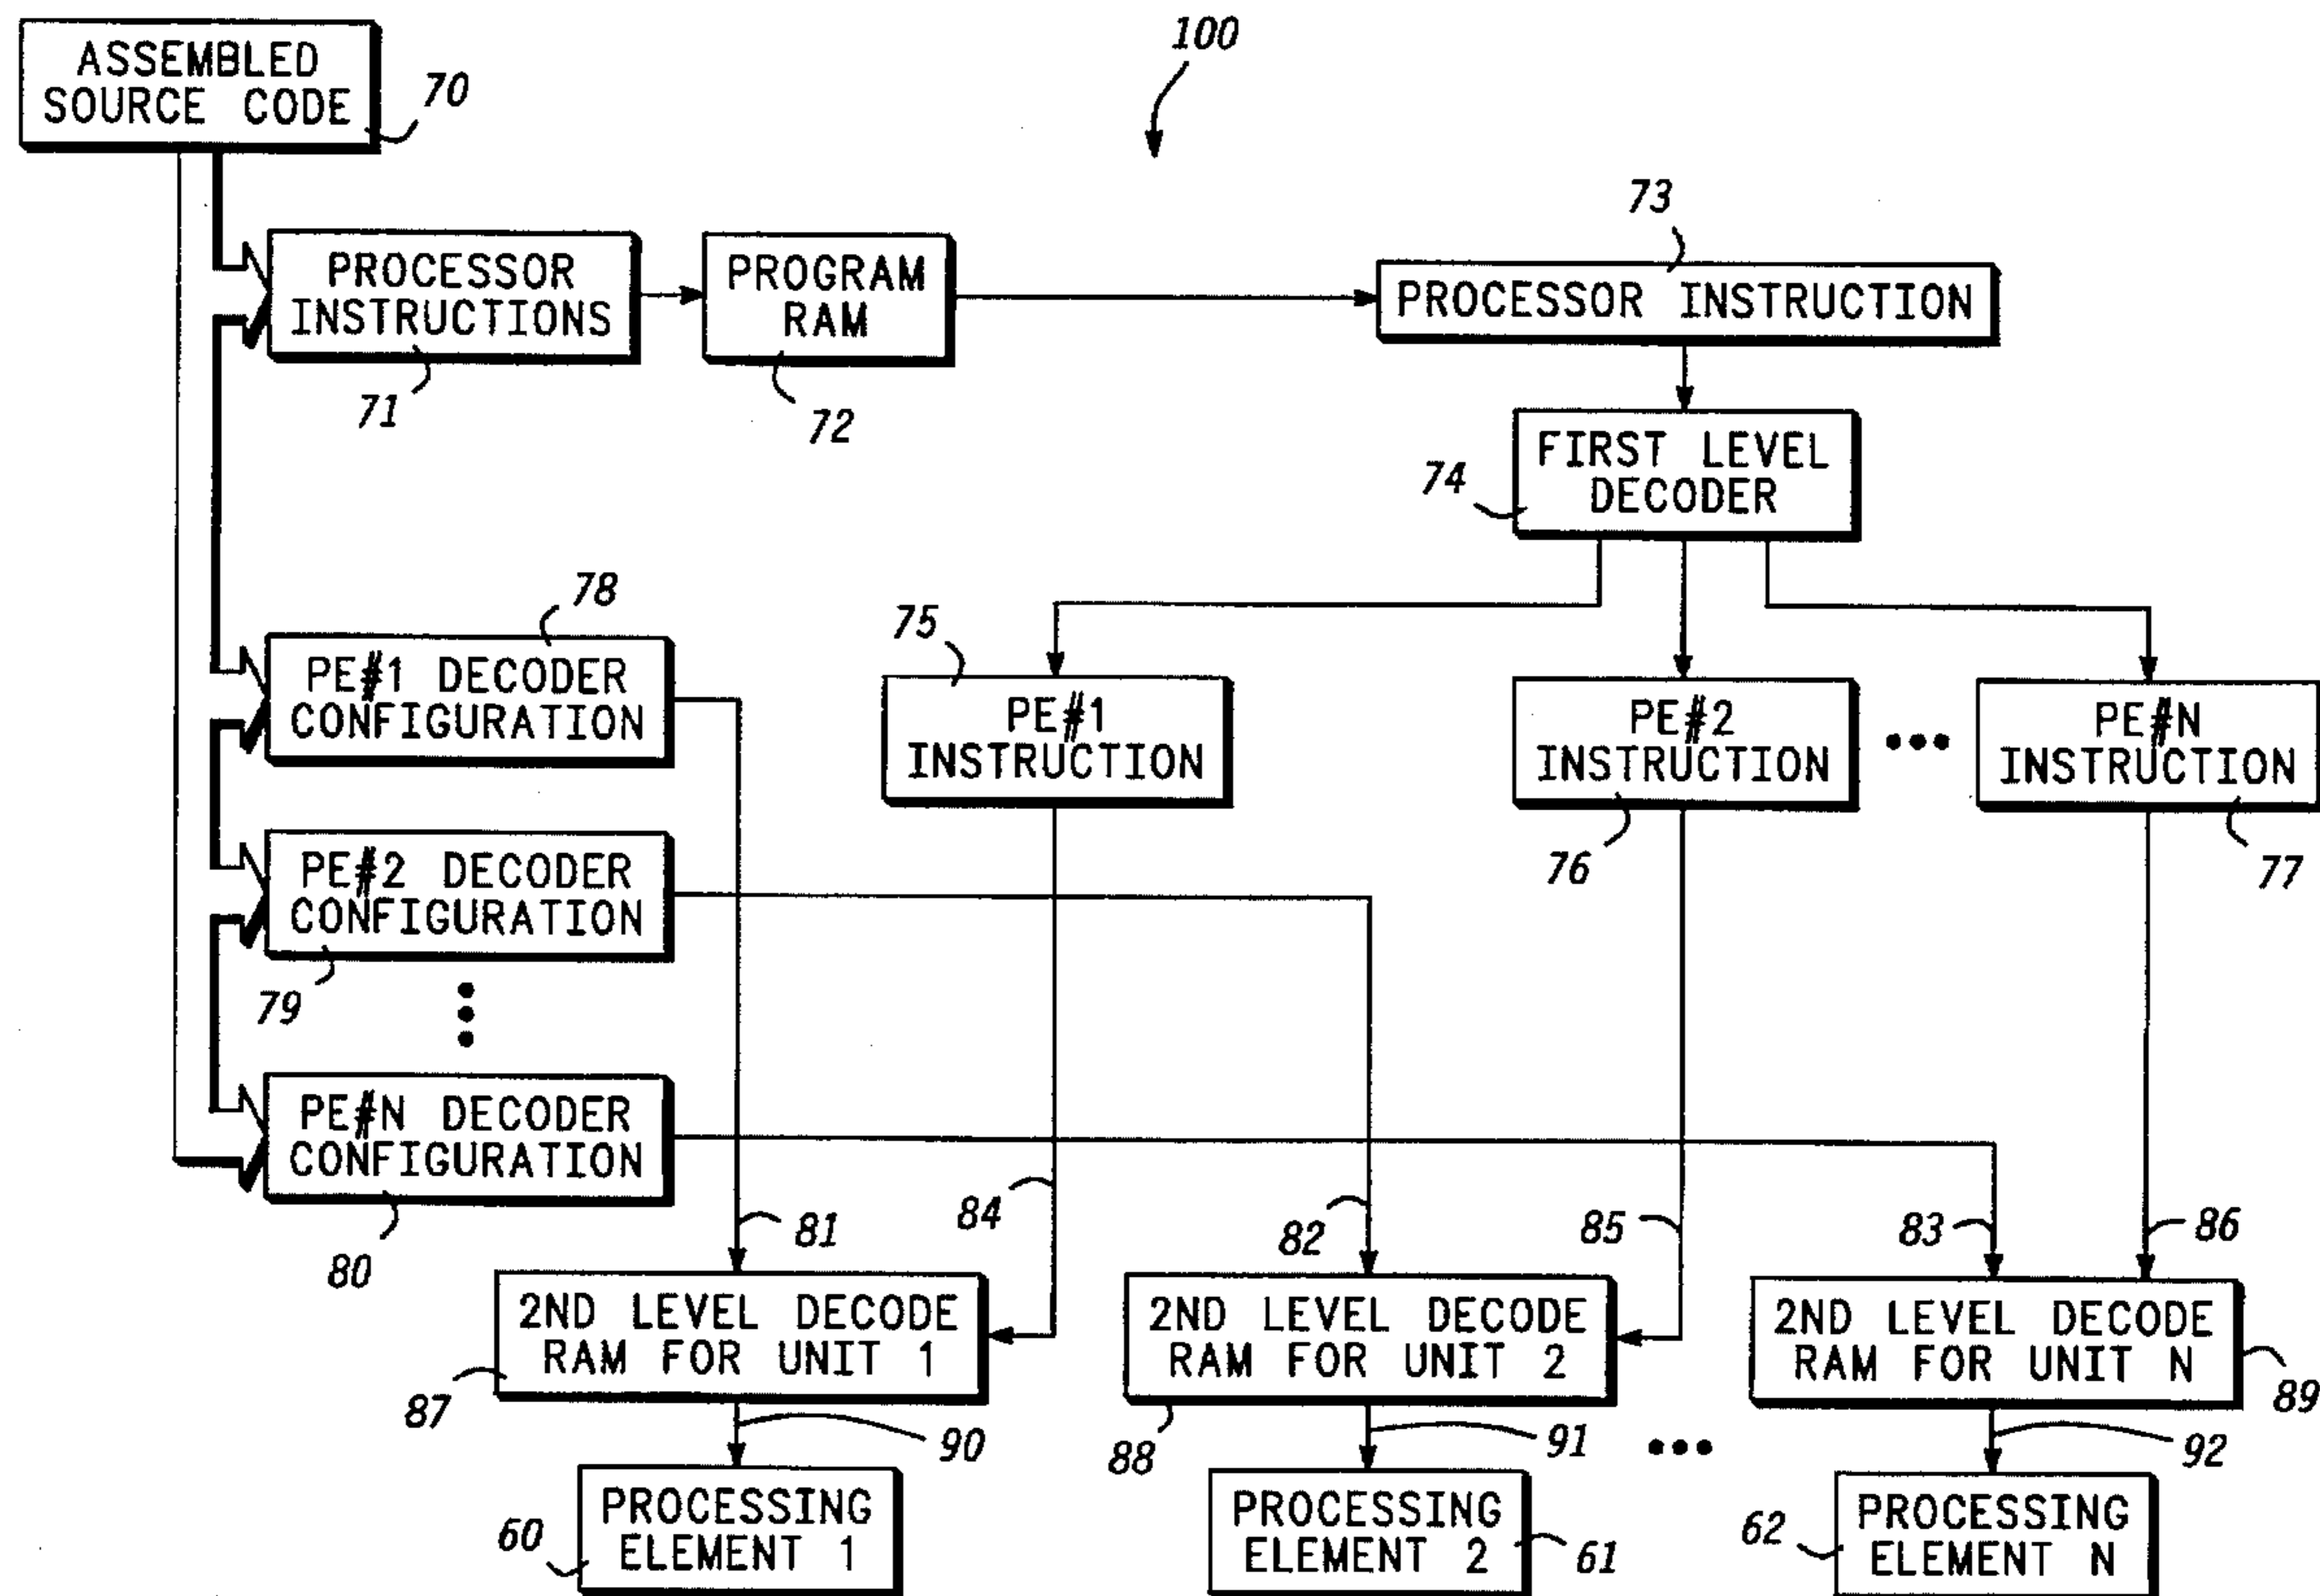 ASSEMBLED
SOURCE CODE
70
100
73
PROCESSOR
INSTRUCTIONS
71
PROGRAM
RAM
72
PROCESSOR INSTRUCTION
FIRST LEVEL
DECODER
74
78
PE#1 DECODER
CONFIGURATION
75
PE#1
INSTRUCTION
PE#2
INSTRUCTION
76
•••
PE#N
INSTRUCTION
77
PE#2 DECODER
CONFIGURATION
79
PE#N DECODER
CONFIGURATION
80
81
84
82
85
83
86
2ND LEVEL DECODE
RAM FOR UNIT 1
87
2ND LEVEL DECODE
RAM FOR UNIT 2
88
2ND LEVEL DECODE
RAM FOR UNIT N
89
90
91
•••
92
PROCESSING
ELEMENT 1
60
PROCESSING
ELEMENT 2
61
PROCESSING
ELEMENT N
62